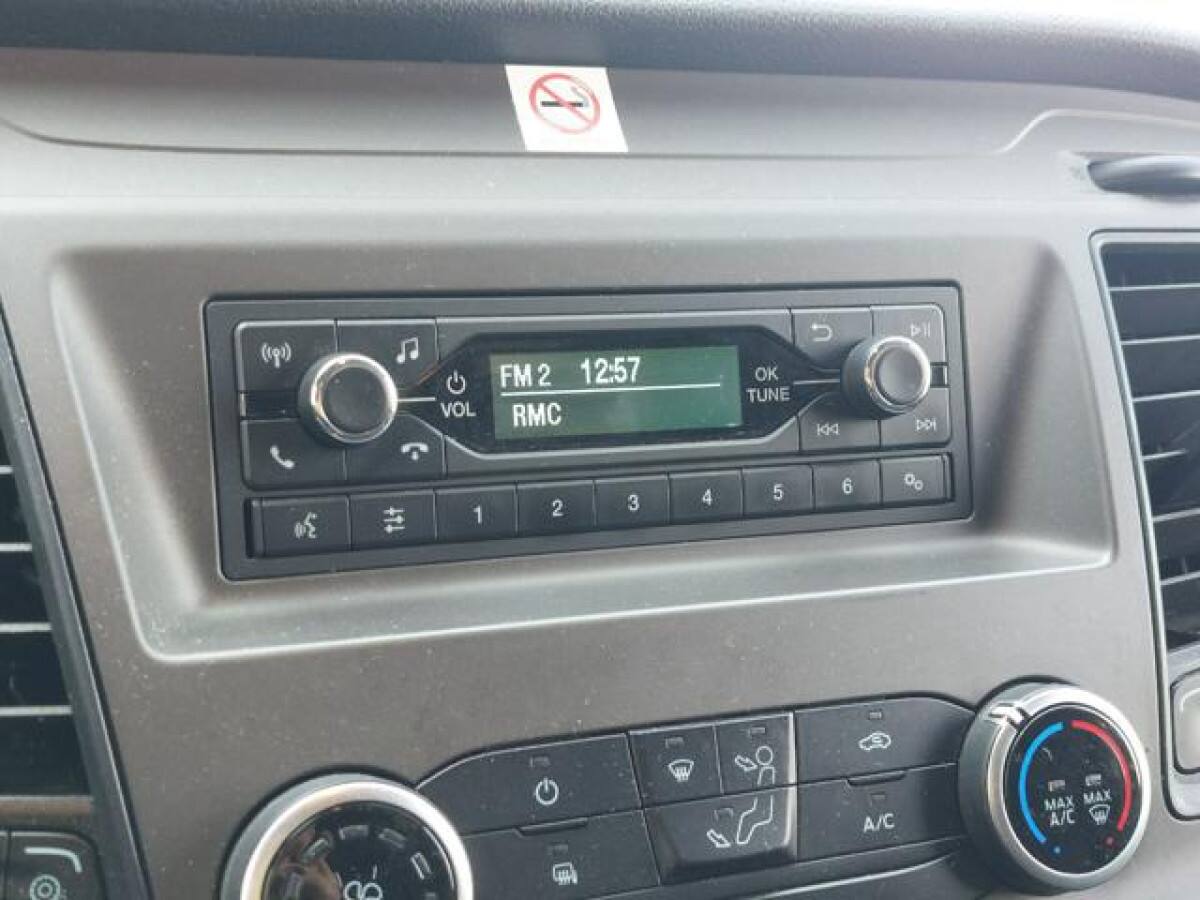 FM 2 12:57
RMC
VOL
OK
TUNE
1 2 3 4 5 6
MAX A/C
MAX
A/C